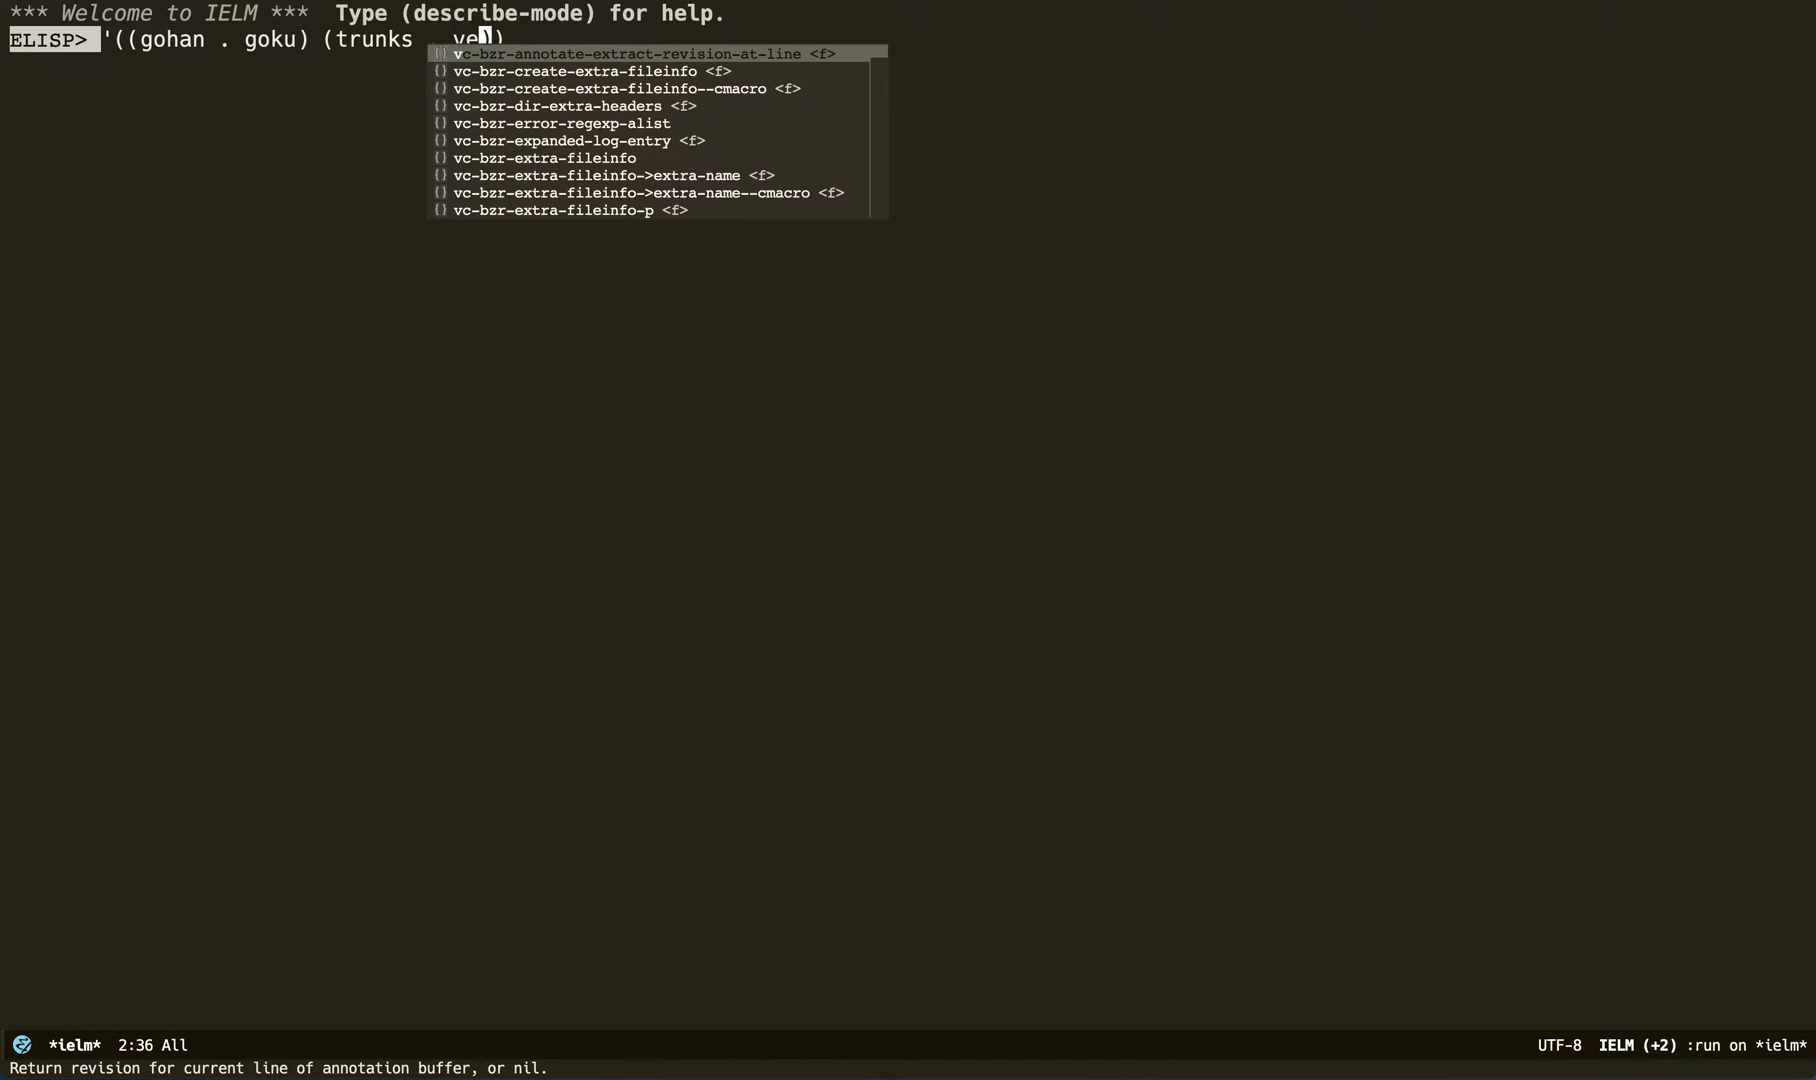 *** Welcome to IELM ***  Type (describe-mode) for help.
ELISP> '((gohan . goku) (trunks . ve))
vc-bzr-annotate-extract-revision-at-line <f>
vc-bzr-create-extra-fileinfo <f>
vc-bzr-create-extra-fileinfo--cmacro <f>
vc-bzr-dir-extra-headers <f>
vc-bzr-error-regexp-alist
vc-bzr-expanded-log-entry <f>
vc-bzr-extra-fileinfo
vc-bzr-extra-fileinfo->extra-name <f>
vc-bzr-extra-fileinfo->extra-name--cmacro <f>
vc-bzr-extra-fileinfo-p <f>
*ielm* 2:36 All UTF-8 IELM (+2) :run on *ielm*
Return revision for current line of annotation buffer, or nil.